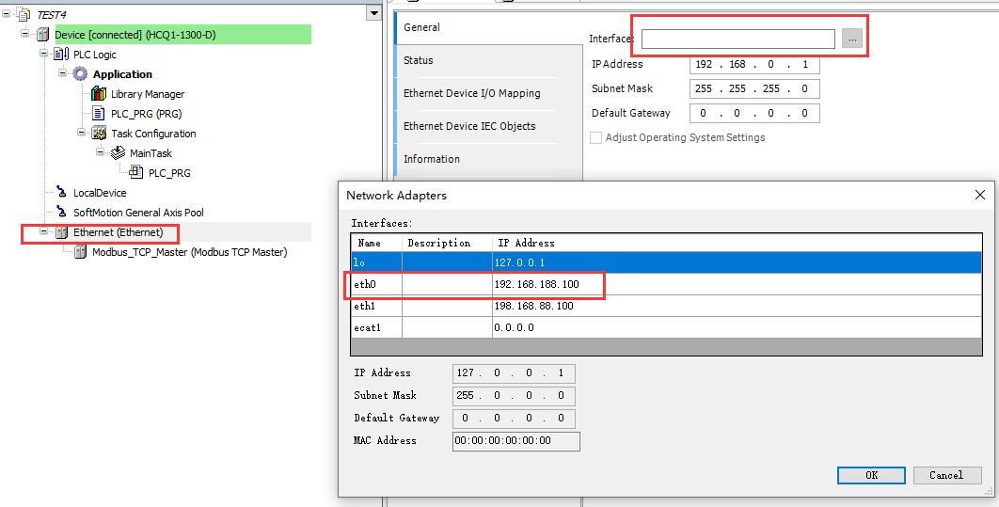 TEST4
Device [connected] (HCQ1-1300-D)
PLC Logic
Application
Library Manager
PLC_PRG (PRG)
Task Configuration
MainTask
PLC_PRG
LocalDevice
SoftMotion General Axis Pool
Ethernet (Ethernet)
Modbus_TCP_Master (Modbus TCP Master)
General
Status
Ethernet Device I/O Mapping
Ethernet Device IEC Objects
Information
Interface: ...
IP Address 192 . 168 . 0 . 1
Subnet Mask 255 . 255 . 255 . 0
Default Gateway 0 . 0 . 0 . 0
Adjust Operating System Settings
Network Adapters
Interfaces:
Name Description IP Address
lo 127.0.0.1
eth0 192.168.188.100
eth1 198.168.88.100
ecat1 0.0.0.0
IP Address 127 . 0 . 0 . 1
Subnet Mask 255 . 0 . 0 . 0
Default Gateway 0 . 0 . 0 . 0
MAC Address 00:00:00:00:00:00
OK Cancel